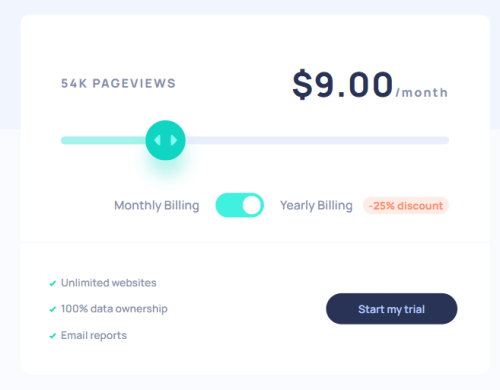 54K PAGEVIEWS
$9.00/month
Monthly Billing Yearly Billing -25% discount
Unlimited websites
100% data ownership
Email reports
Start my trial